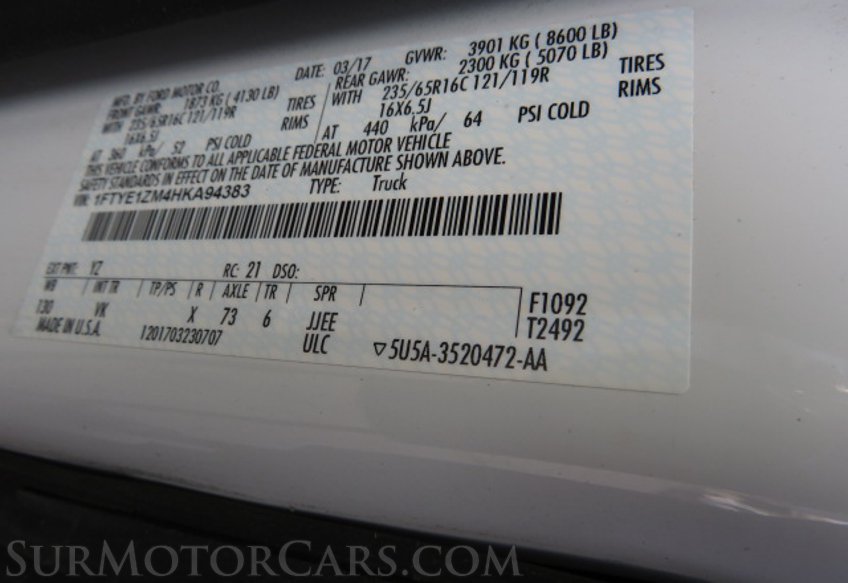 MFD. BY FORD MOTOR CO.
DATE: 03/17 GVWR: 3901 KG ( 8600 LB)
FRONT GAWR: 1873 KG ( 4130 LB) REAR GAWR: 2300 KG ( 5070 LB)
WITH 235/65R16C 121/119R TIRES WITH 235/65R16C 121/119R TIRES
16X6.5J RIMS 16X6.5J RIMS
AT 360 kPa/ 52 PSI COLD AT 440 kPa/ 64 PSI COLD
THIS VEHICLE CONFORMS TO ALL APPLICABLE FEDERAL MOTOR VEHICLE
SAFETY STANDARDS IN EFFECT ON THE DATE OF MANUFACTURE SHOWN ABOVE.
VIN: 1FTYE1ZM4HKA94383 TYPE: Truck
EXT PNT: YZ RC: 21 DSO:
WB INT TR TP/PS R AXLE TR SPR
130 VK X 73 6 JJEE F1092
MADE IN U.S.A. 1201703230707 ULC T2492
▽5U5A-3520472-AA
SURMOTORCARS.COM